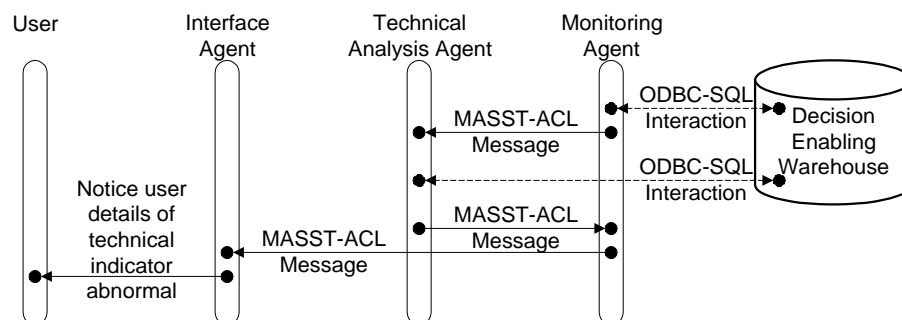 User
Interface
Agent
Technical
Analysis Agent
Monitoring
Agent
ODBC-SQL
Interaction
Decision
Enabling
Warehouse
MASST-ACL
Message
ODBC-SQL
Interaction
Notice user
details of
technical
indicator
abnormal
MASST-ACL
Message
MASST-ACL
Message